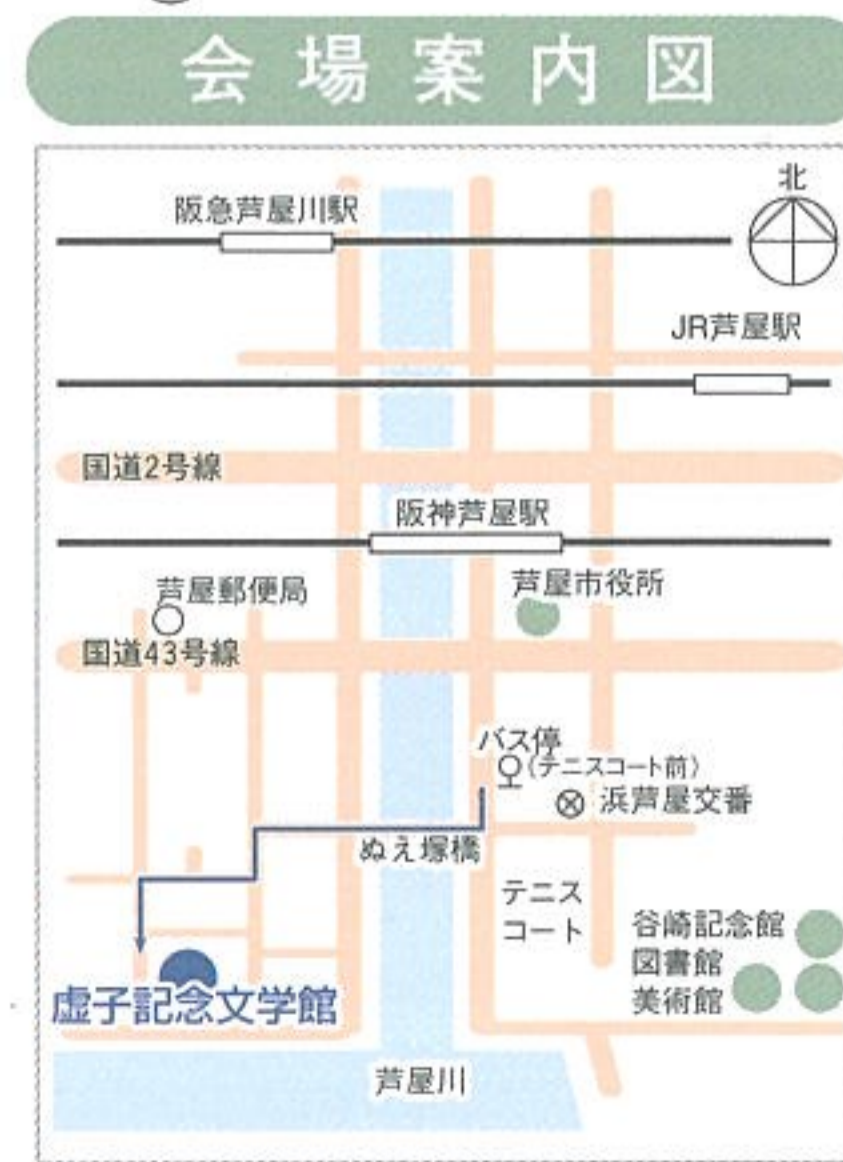 会場案内図
北
阪急芦屋川駅
JR芦屋駅
国道2号線
阪神芦屋駅
芦屋郵便局
芦屋市役所
国道43号線
バス停
(テニスコート前)
浜芦屋交番
ぬえ塚橋
テニス
コート
谷崎記念館
図書館
美術館
虚子記念文学館
芦屋川